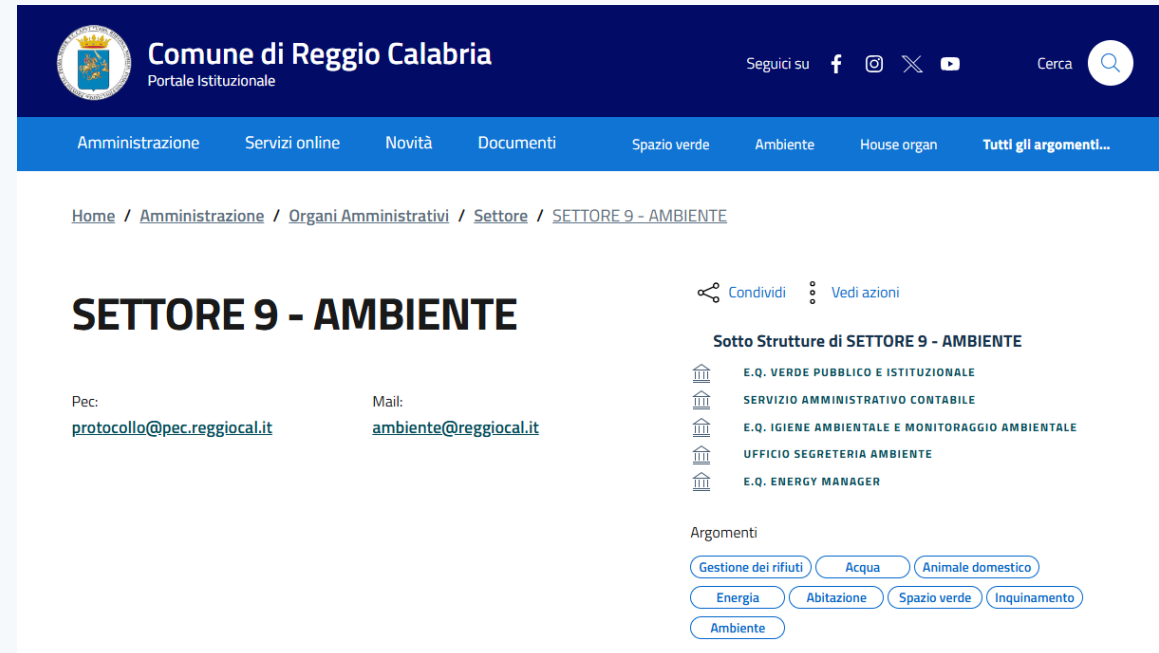 Comune di Reggio Calabria
Portale Istituzionale
Seguici su
Cerca
Amministrazione Servizi online Novità Documenti Spazio verde Ambiente House organ Tutti gli argomenti...
Home / Amministrazione / Organi Amministrativi / Settore / SETTORE 9 - AMBIENTE
SETTORE 9 - AMBIENTE
Pec:
protocollo@pec.reggiocal.it
Mail:
ambiente@reggiocal.it
Condividi Vedi azioni
Sotto Strutture di SETTORE 9 - AMBIENTE
E.Q. VERDE PUBBLICO E ISTITUZIONALE
SERVIZIO AMMINISTRATIVO CONTABILE
E.Q. IGIENE AMBIENTALE E MONITORAGGIO AMBIENTALE
UFFICIO SEGRETERIA AMBIENTE
E.Q. ENERGY MANAGER
Argomenti
Gestione dei rifiuti Acqua Animale domestico
Energia Abitazione Spazio verde Inquinamento
Ambiente